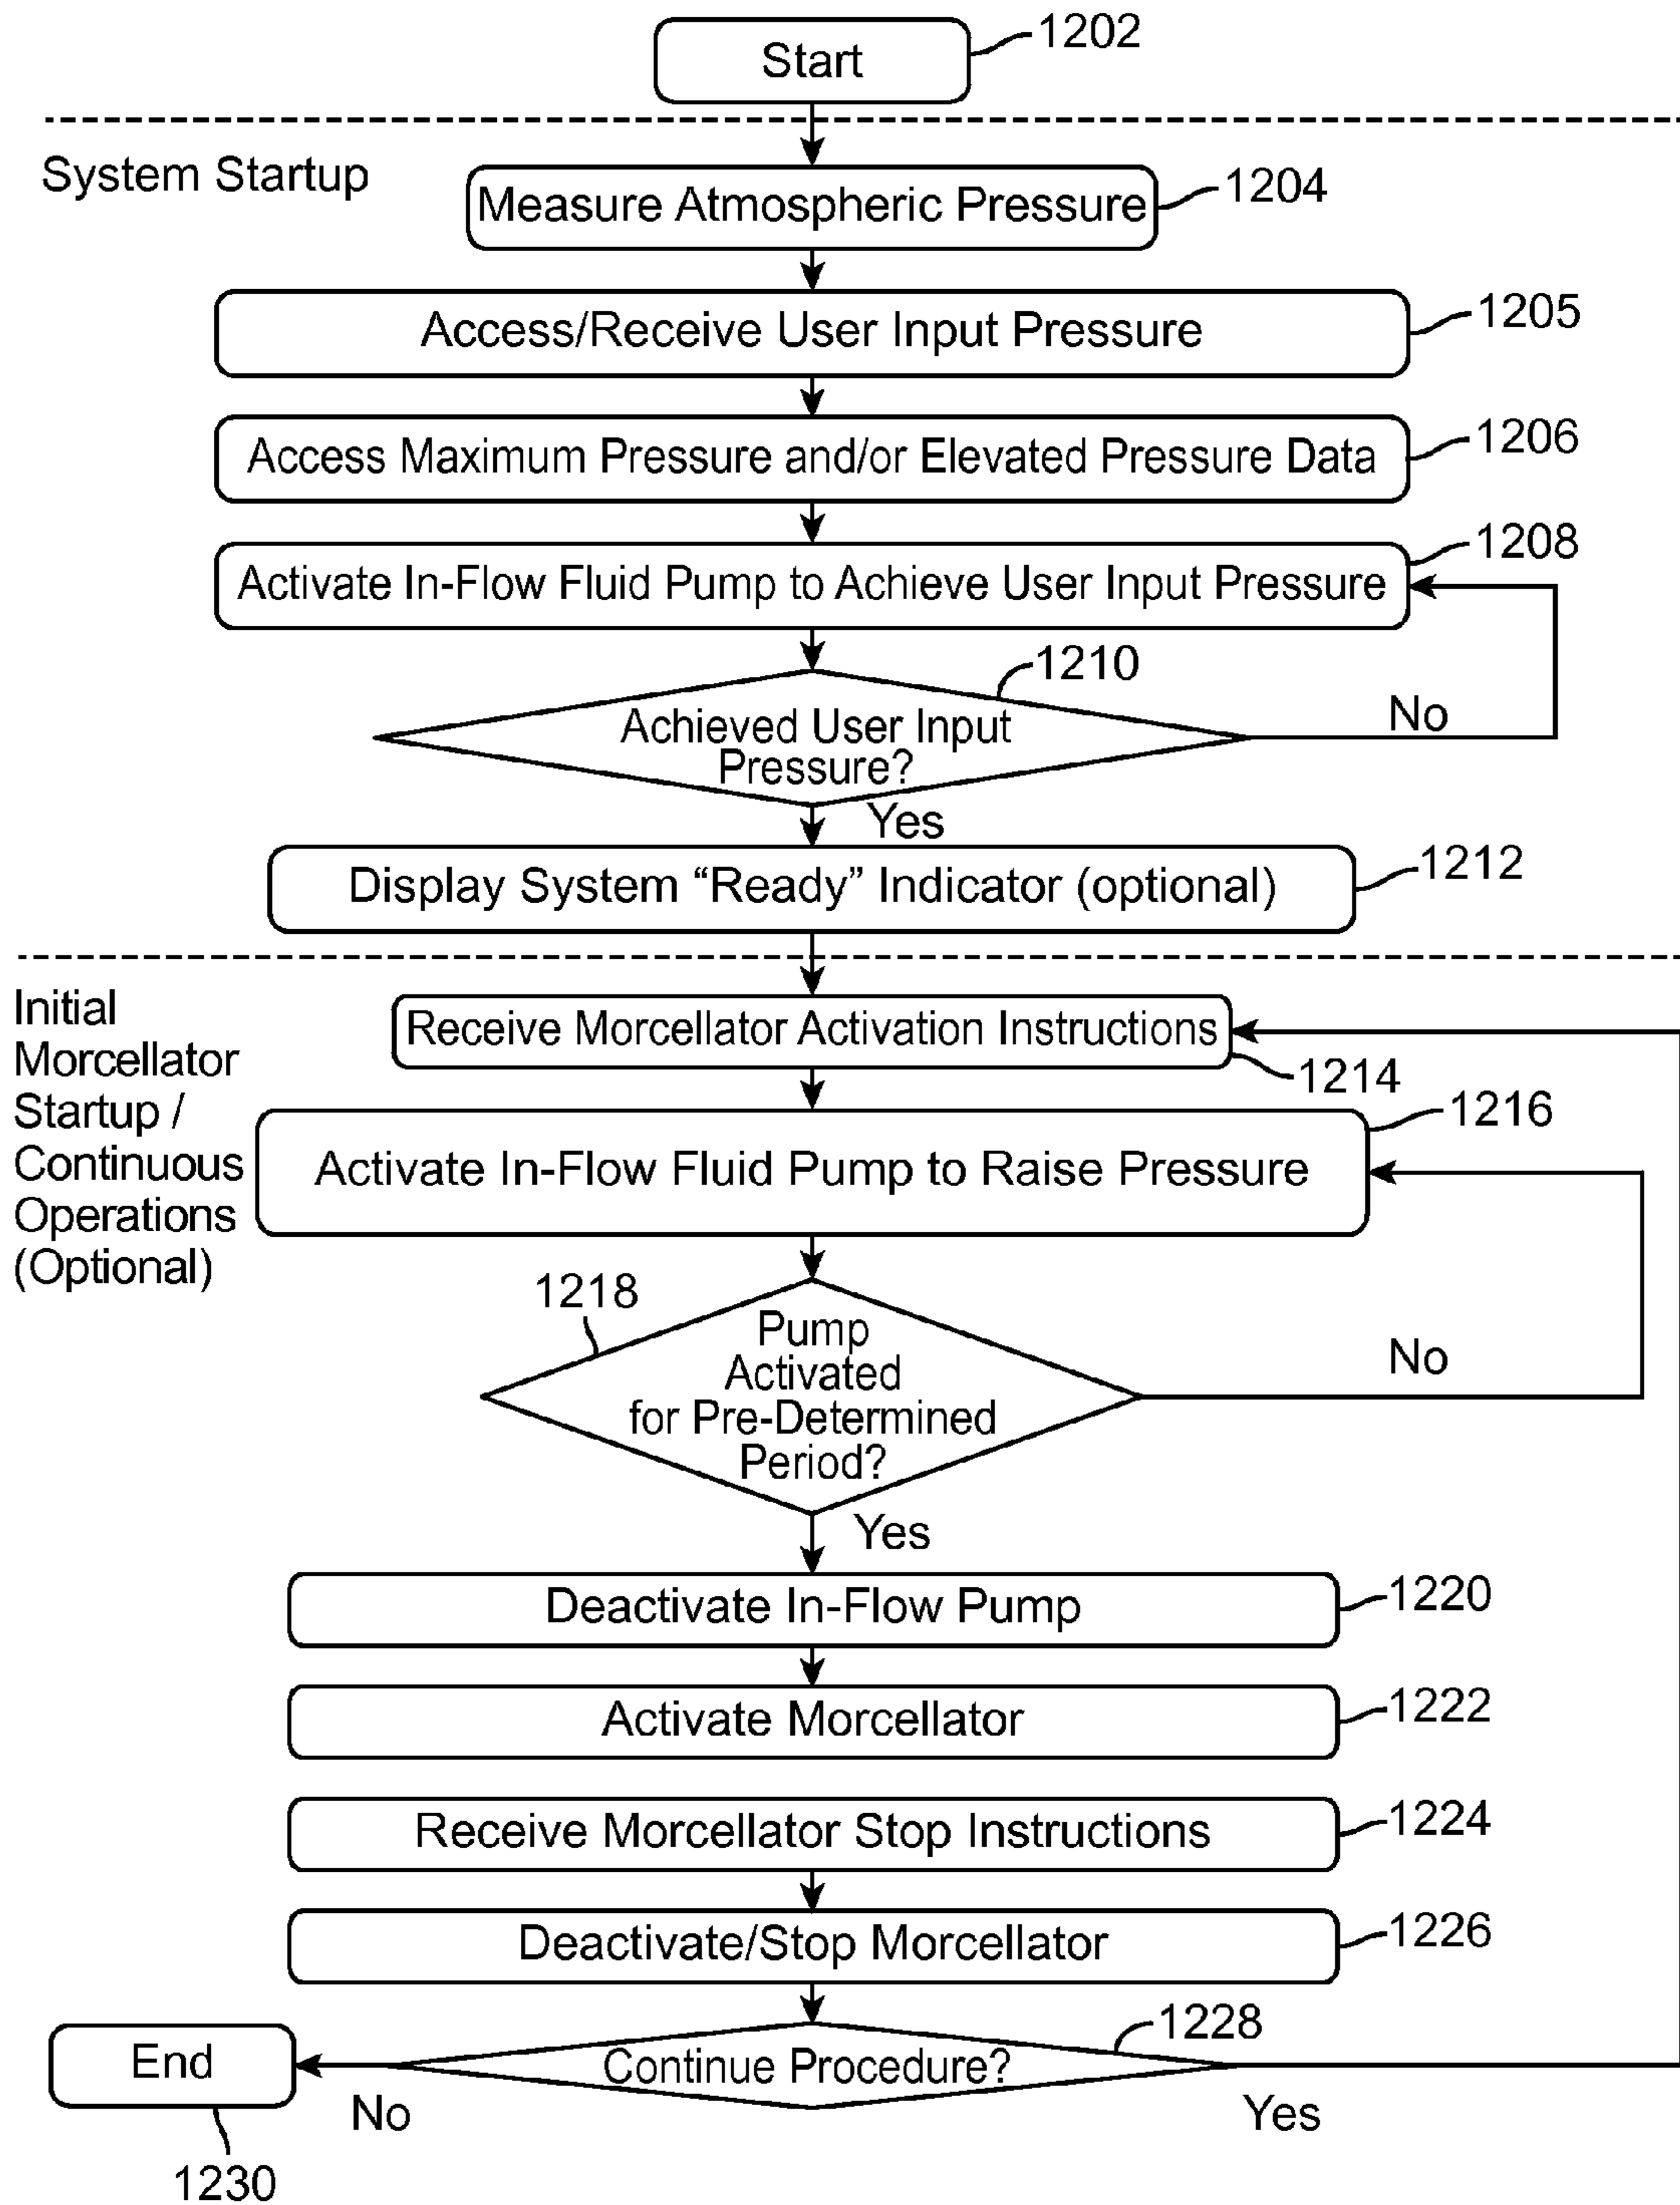 Start
1202
System Startup
Measure Atmospheric Pressure
1204
Access/Receive User Input Pressure
1205
Access Maximum Pressure and/or Elevated Pressure Data
1206
Activate In-Flow Fluid Pump to Achieve User Input Pressure
1208
1210
Achieved User Input
Pressure?
No
Yes
Display System “Ready” Indicator (optional)
1212
Initial
Morcellator
Startup /
Continuous
Operations
(Optional)
Receive Morcellator Activation Instructions
1214
1216
Activate In-Flow Fluid Pump to Raise Pressure
1218
Pump
Activated
for Pre-Determined
Period?
No
Yes
Deactivate In-Flow Pump
1220
Activate Morcellator
1222
Receive Morcellator Stop Instructions
1224
Deactivate/Stop Morcellator
1226
1228
Continue Procedure?
End
No
Yes
1230